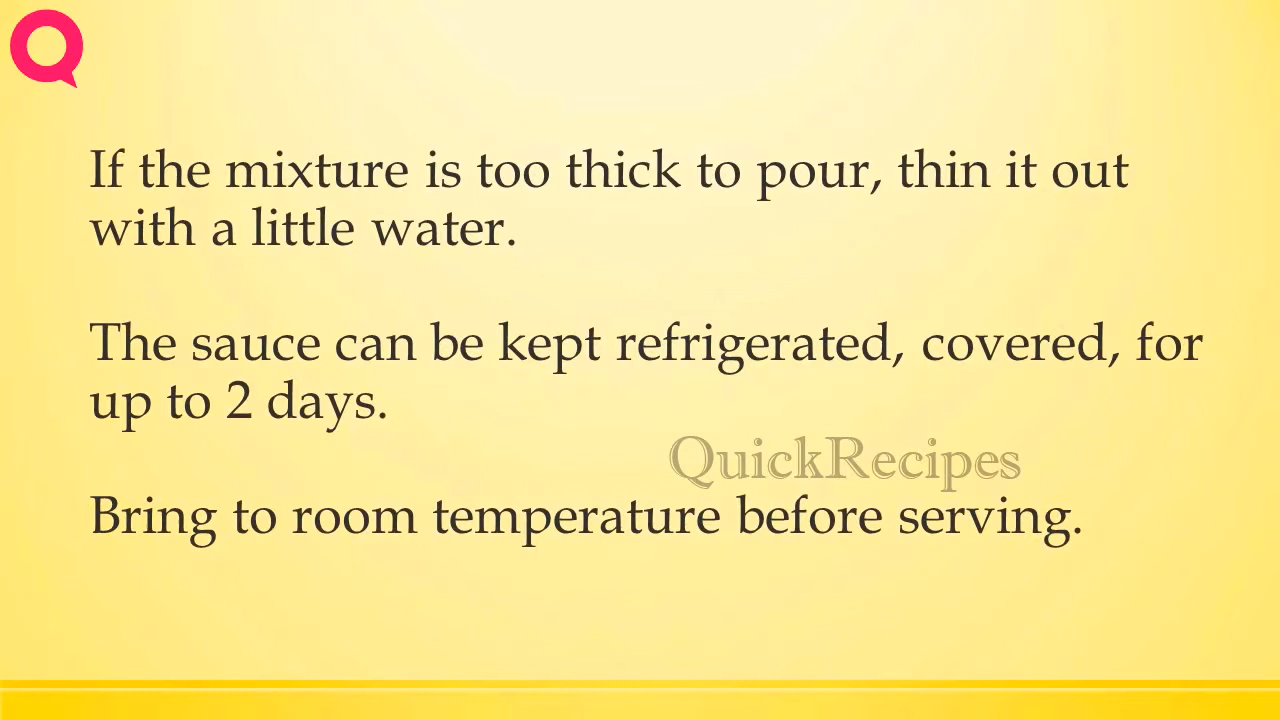 If the mixture is too thick to pour, thin it out
with a little water.
The sauce can be kept refrigerated, covered, for
up to 2 days.
QuickRecipes
Bring to room temperature before serving.